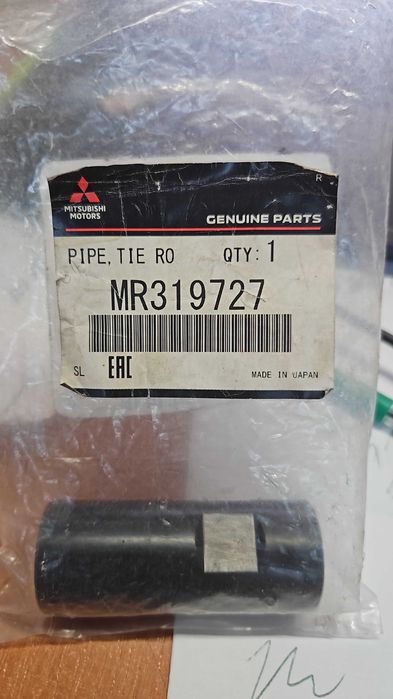 R
MITSUBISHI
MOTORS
GENUINE PARTS
PIPE, TIE RO QTY: 1
MR319727
SL EAC
MADE IN JAPAN